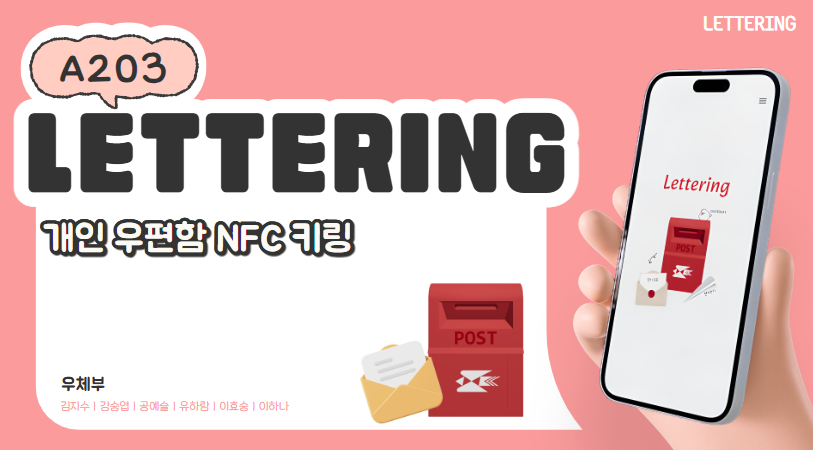 LETTERING
A203
LETTERING
개인 우편함 NFC 키링
Lettering
POST
POST
우체부
김지수 | 강승엽 | 공예슬 | 유하람 | 이효승 | 이하나